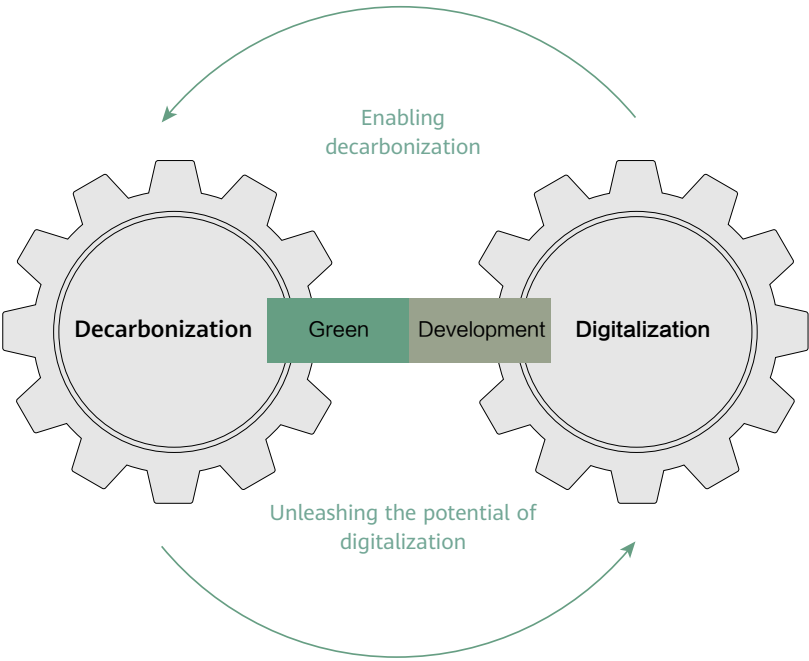 Enabling
decarbonization
Decarbonization
Green
Development
Digitalization
Unleashing the potential of
digitalization